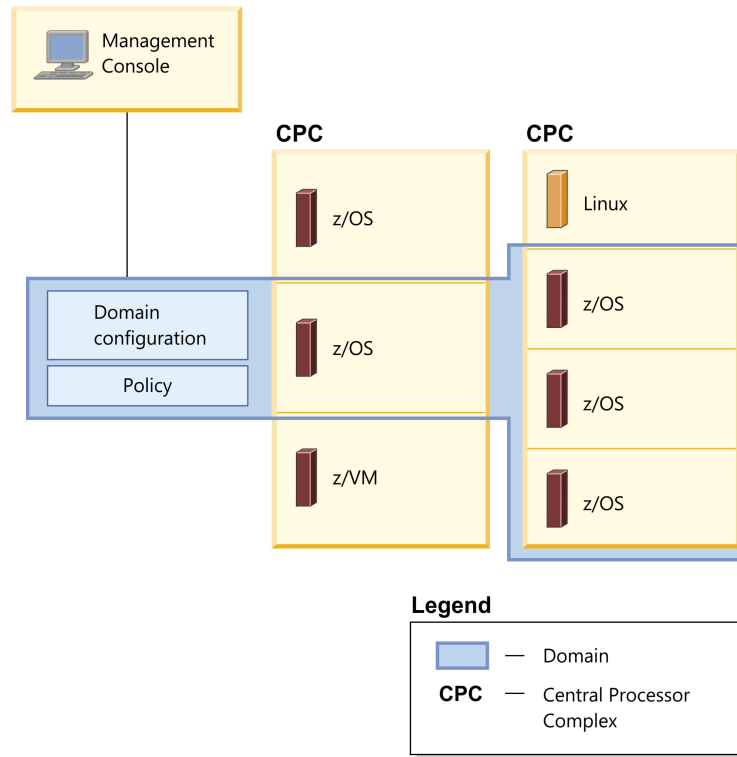 Management
Console
CPC
CPC
z/OS
Linux
Domain
configuration
Policy
z/OS
z/VM
z/OS
z/OS
z/OS
Legend
— Domain
CPC — Central Processor
Complex